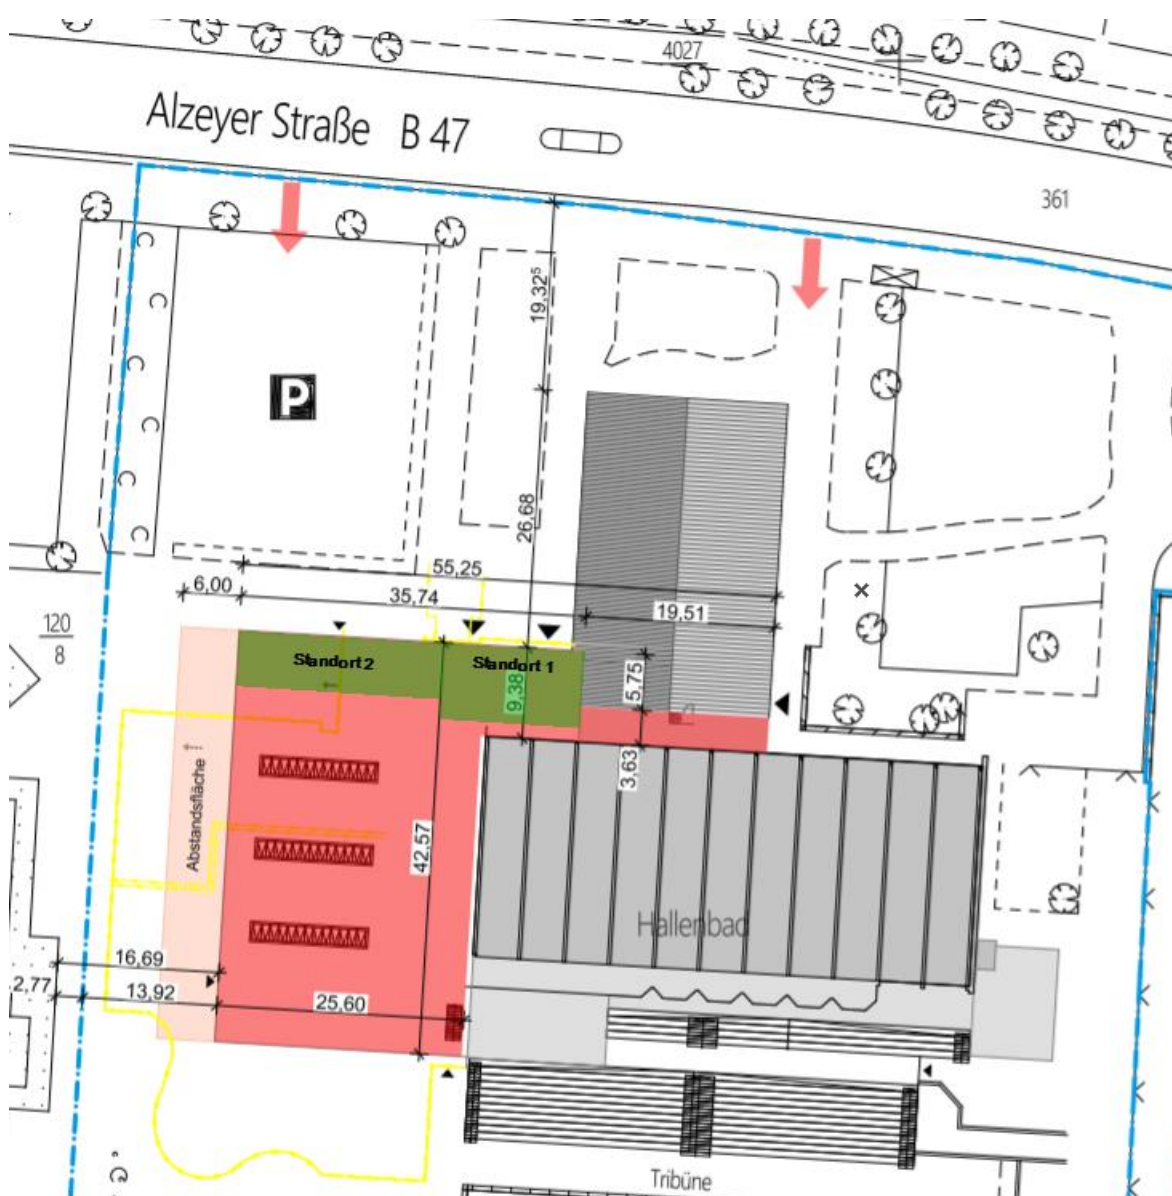 4027
Alzeyer Straße B 47
361
19,32⁵
P
26,68
55,25
6,00
35,74
19,51
120
8
Standort 2
Standort 1
9,38
5,75
3,63
Abstandsfläche
42,57
Hallenbad
16,69
2,77
13,92
25,60
Tribüne